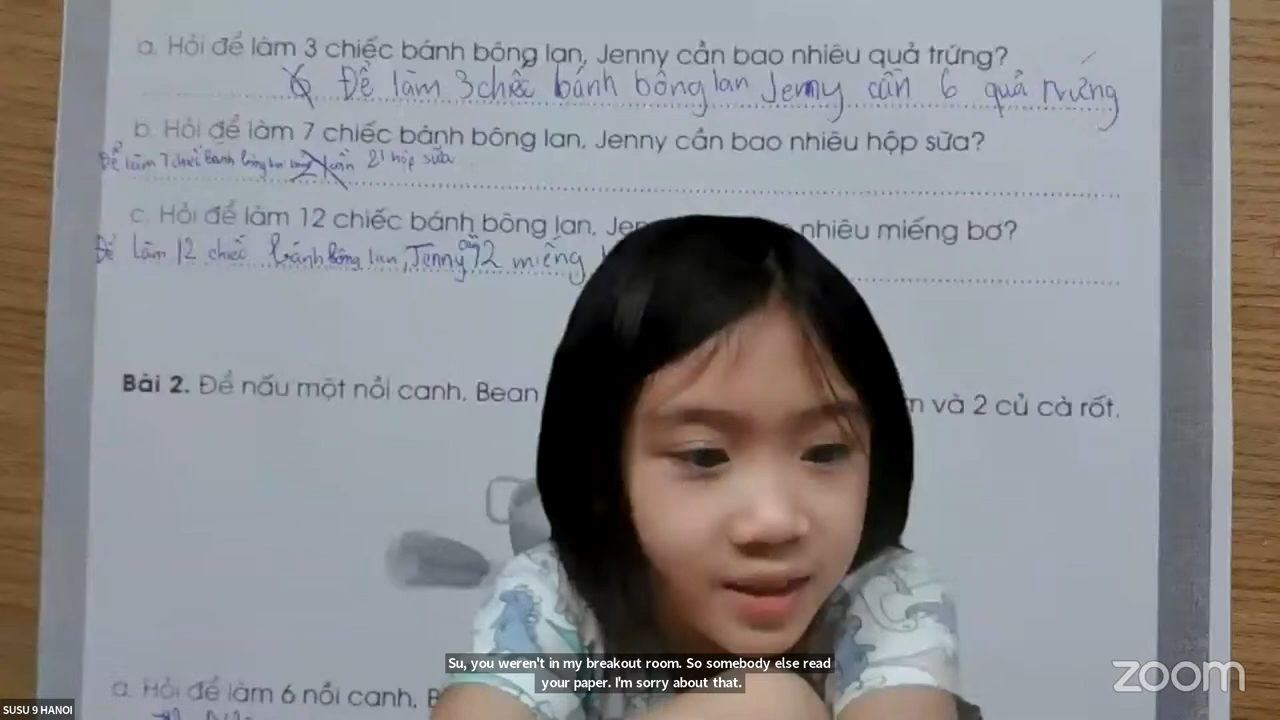 a. Hỏi để làm 3 chiếc bánh bông lan, Jenny cần bao nhiêu quả trứng?
Để làm 3 chiếc bánh bông lan Jenny cần 6 quả trứng
b. Hỏi để làm 7 chiếc bánh bông lan, Jenny cần bao nhiêu hộp sữa?
Để làm 7 chiếc bánh bông lan cần 21 hộp sữa
c. Hỏi để làm 12 chiếc bánh bông lan, nhiêu miếng bơ?
Để làm 12 chiếc bánh bông lan, Jenny cần 72 miếng
Bài 2. Để nấu một nồi canh, Bean và 2 củ cà rốt.
a. Hỏi để làm 6 nồi canh,
Su, you weren't in my breakout room. So somebody else read
your paper. I'm sorry about that.
zoom
SUSU 9 HANOI